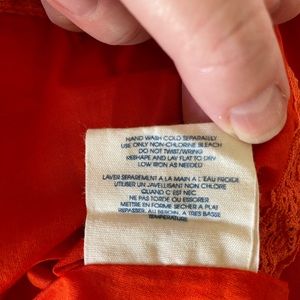 HAND WASH COLD SEPARATELY
USE ONLY NON-CHLORINE BLEACH
DO NOT TWIST/WRING
RESHAPE AND LAY FLAT TO DRY
LOW IRON AS NEEDED
LAVER SEPAREMENT A LA MAIN A L'EAU FROIDE
UTILISER UN JAVELLISANT NON CHLORE
QUAND C'EST NEC
NE PAS TORDRE/ESSORER
METTRE EN FORME SECHER A PLAT
REPASSER, AU BESOIN, A TRES BASSE
TEMPERATURE